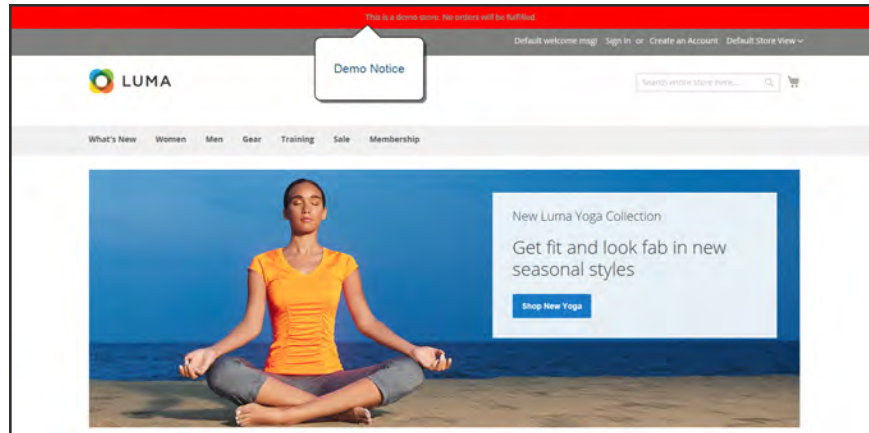 This is a demo store. No orders will be fulfilled.
Default welcome msg! Sign In or Create an Account Default Store View
Demo Notice
LUMA
Search entire store here...
What's New Women Men Gear Training Sale Membership
New Luma Yoga Collection
Get fit and look fab in new
seasonal styles
Shop New Yoga